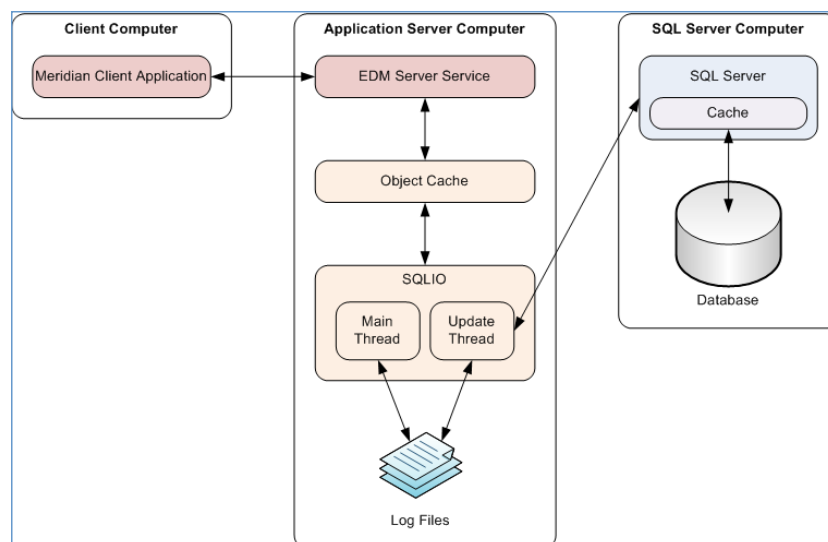 Client Computer
Meridian Client Application
Application Server Computer
EDM Server Service
Object Cache
SQLIO
Main
Thread
Update
Thread
Log Files
SQL Server Computer
SQL Server
Cache
Database